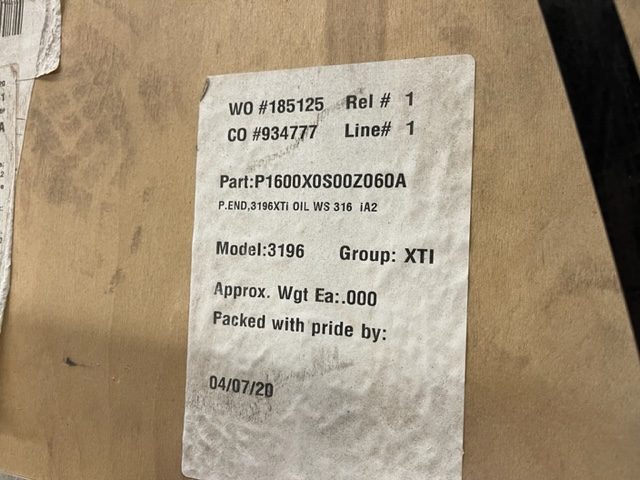 WO #185125 Rel # 1
CO #934777 Line# 1
Part:P1600X0S00Z060A
P.END,3196XTi OIL WS 316 iA2
Model:3196 Group: XTI
Approx. Wgt Ea:.000
Packed with pride by:
04/07/20